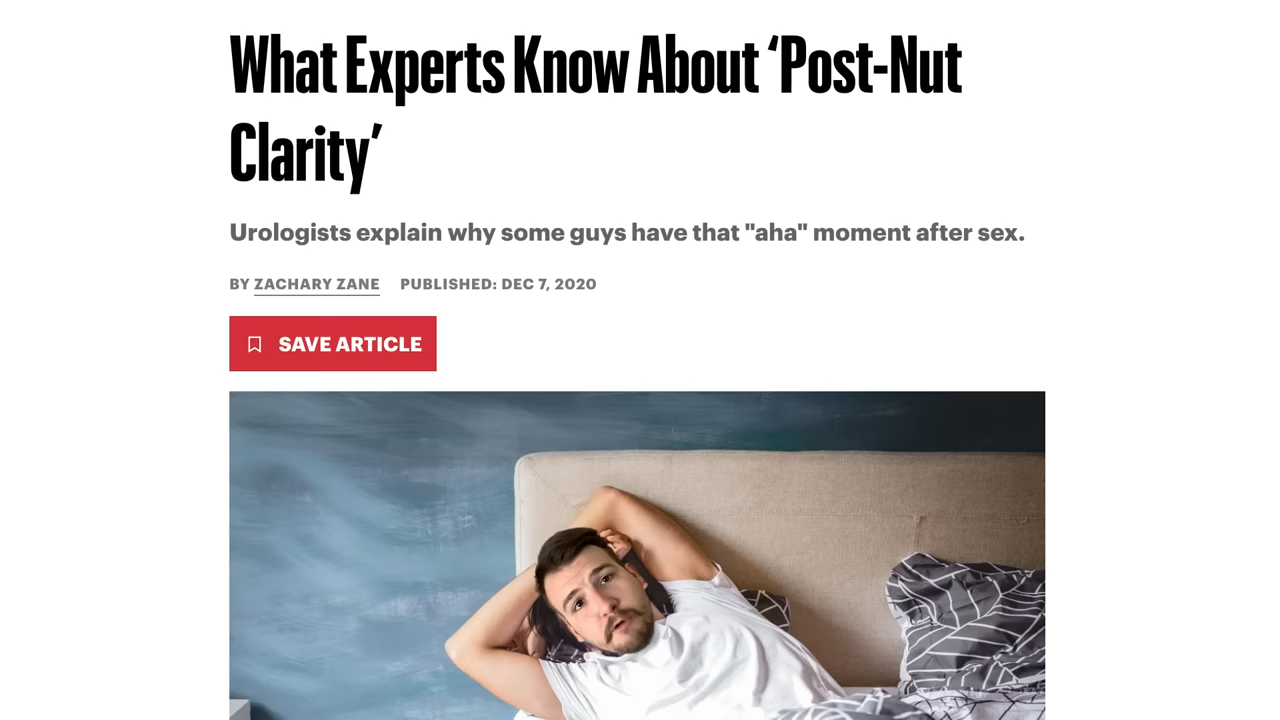 What Experts Know About ‘Post-Nut
Clarity’
Urologists explain why some guys have that "aha" moment after sex.
BY ZACHARY ZANE PUBLISHED: DEC 7, 2020
SAVE ARTICLE